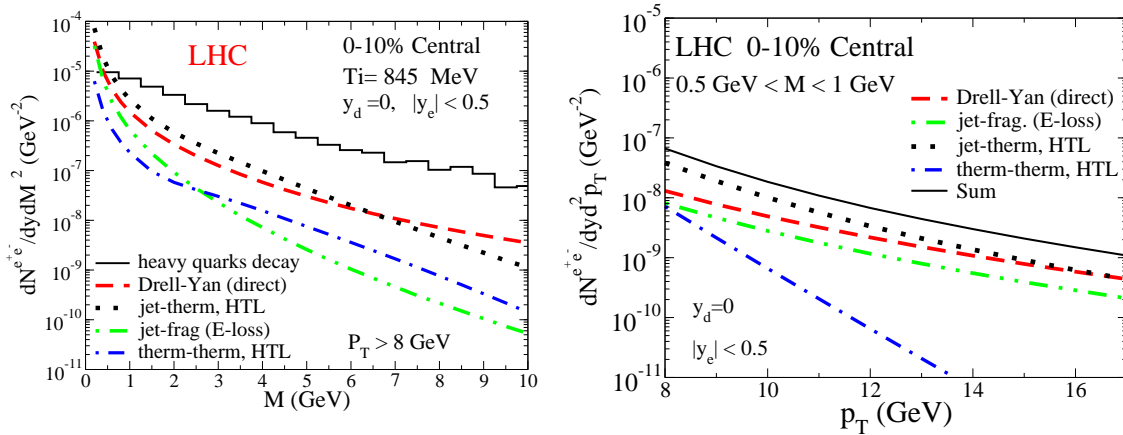 10^-4
10^-5
10^-6
10^-7
10^-8
10^-9
10^-10
10^-11
dN^e+e-/dydM^2 (GeV^-2)
LHC
0-10% Central
Ti= 845 MeV
y_d=0, |y_e| < 0.5
heavy quarks decay
Drell-Yan (direct)
jet-therm, HTL
jet-frag (E-loss)
therm-therm, HTL
P_T > 8 GeV
0 1 2 3 4 5 6 7 8 9 10
M (GeV)
10^-5
10^-6
10^-7
10^-8
10^-9
10^-10
10^-11
dN^e+e-/dyd^2p_T (GeV^-2)
LHC 0-10% Central
0.5 GeV < M < 1 GeV
Drell-Yan (direct)
jet-frag. (E-loss)
jet-therm, HTL
therm-therm, HTL
Sum
y_d=0
|y_e| < 0.5
8 10 12 14 16
p_T (GeV)